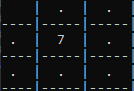 . .
. 7 .
. . .